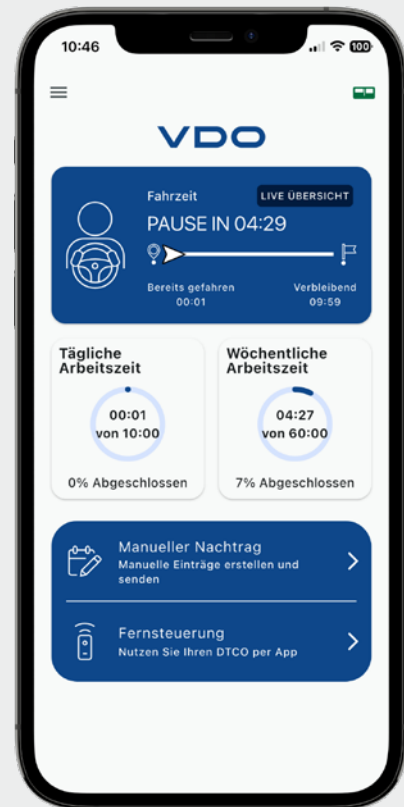 10:46
100
VDO
Fahrzeit
LIVE ÜBERSICHT
PAUSE IN 04:29
Bereits gefahren
Verbleibend
00:01
09:59
Tägliche
Arbeitszeit
00:01
von 10:00
0% Abgeschlossen
Wöchentliche
Arbeitszeit
04:27
von 60:00
7% Abgeschlossen
Manueller Nachtrag
Manuelle Einträge erstellen und
senden
Fernsteuerung
Nutzen Sie Ihren DTCO per App